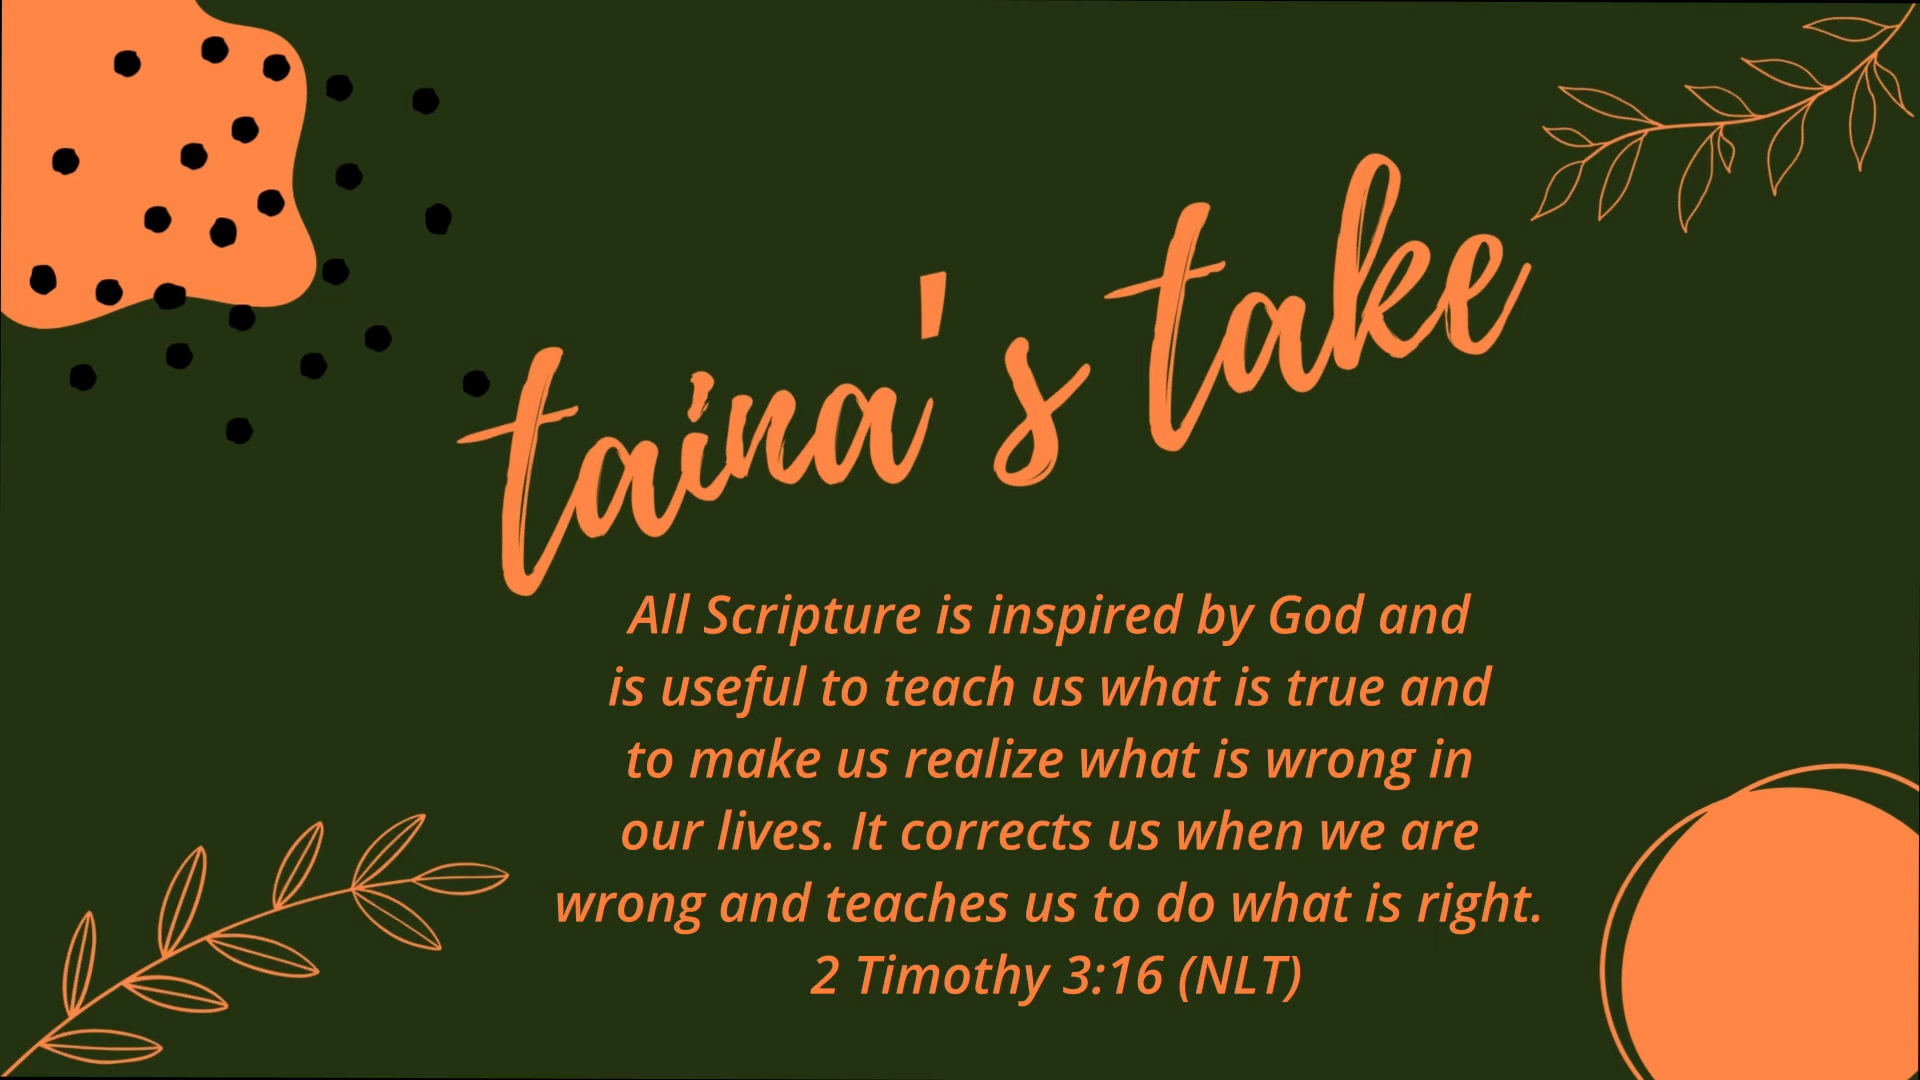 taina's take
All Scripture is inspired by God and
is useful to teach us what is true and
to make us realize what is wrong in
our lives. It corrects us when we are
wrong and teaches us to do what is right.
2 Timothy 3:16 (NLT)